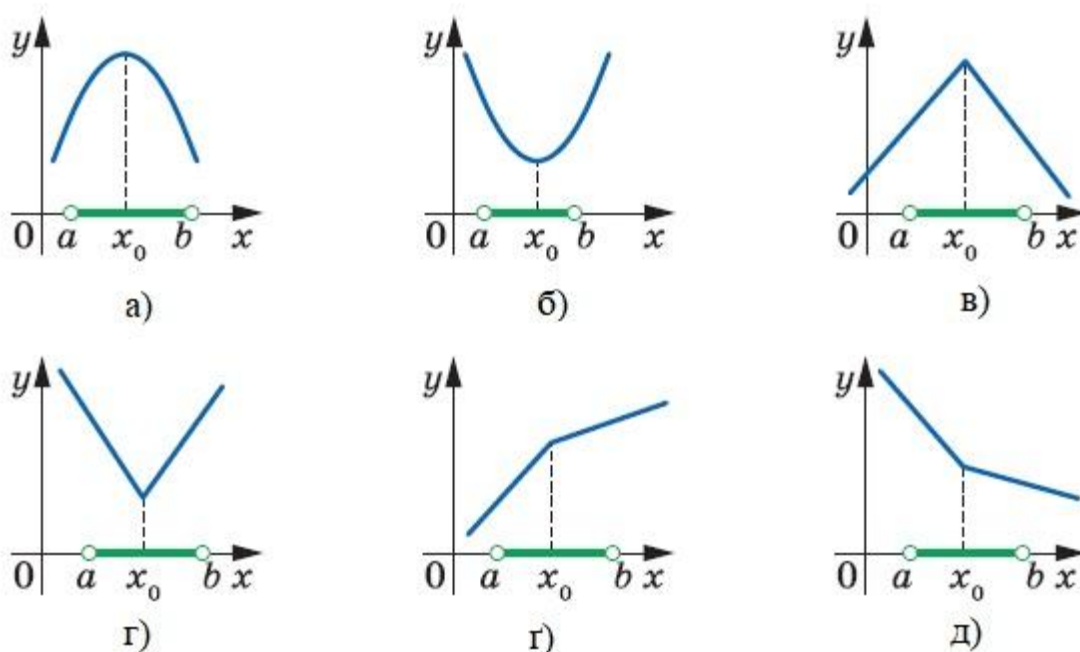 y
0 a x₀ b x
а)
y
0 a x₀ b x
б)
y
0 a x₀ b x
в)
y
0 a x₀ b x
г)
y
0 a x₀ b x
ґ)
y
0 a x₀ b x
д)